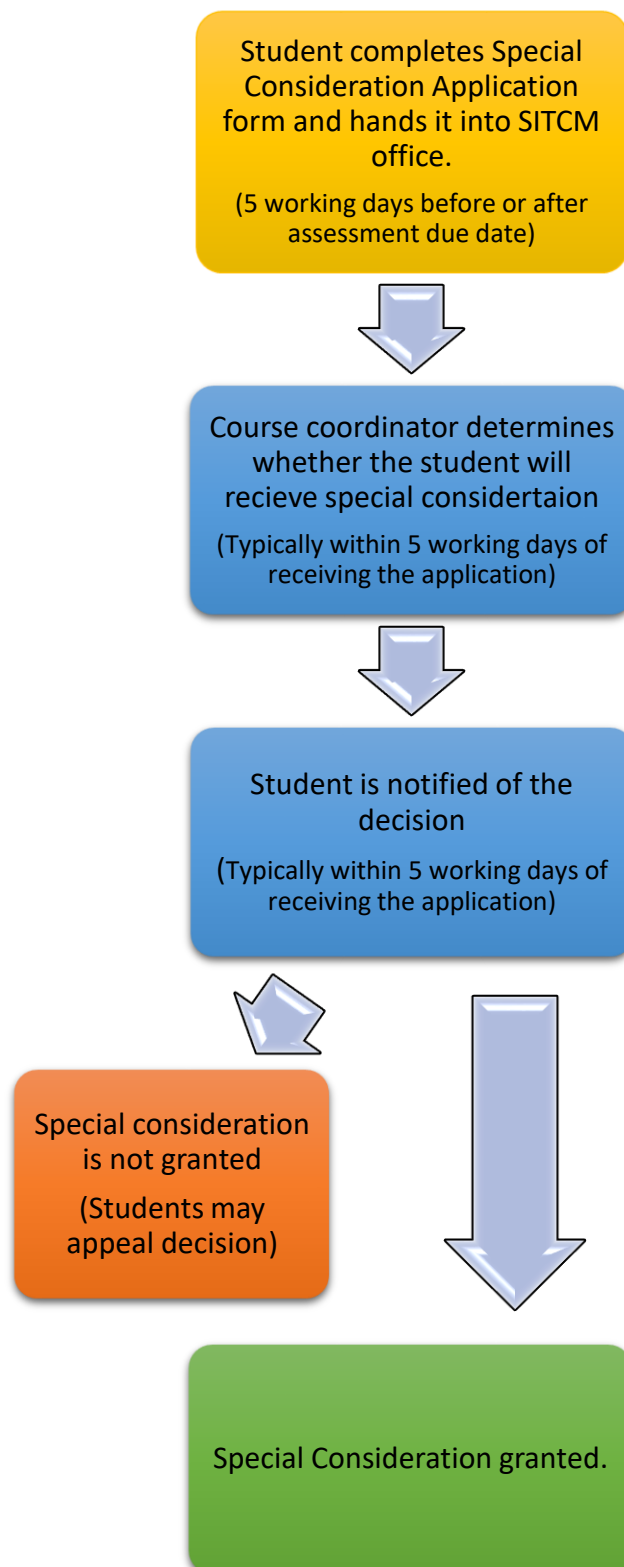 Student completes Special
Consideration Application
form and hands it into SITCM
office.
(5 working days before or after
assessment due date)
Course coordinator determines
whether the student will
recieve special considertaion
(Typically within 5 working days of
receiving the application)
Student is notified of the
decision
(Typically within 5 working days of
receiving the application)
Special consideration
is not granted
(Students may
appeal decision)
Special Consideration granted.